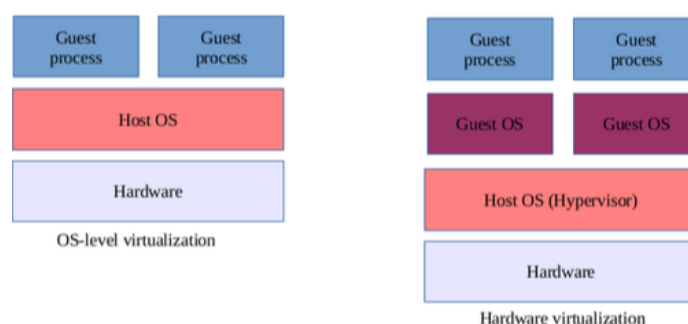 Guest
process
Guest
process
Host OS
Hardware
OS-level virtualization
Guest
process
Guest
process
Guest OS
Guest OS
Host OS (Hypervisor)
Hardware
Hardware virtualization